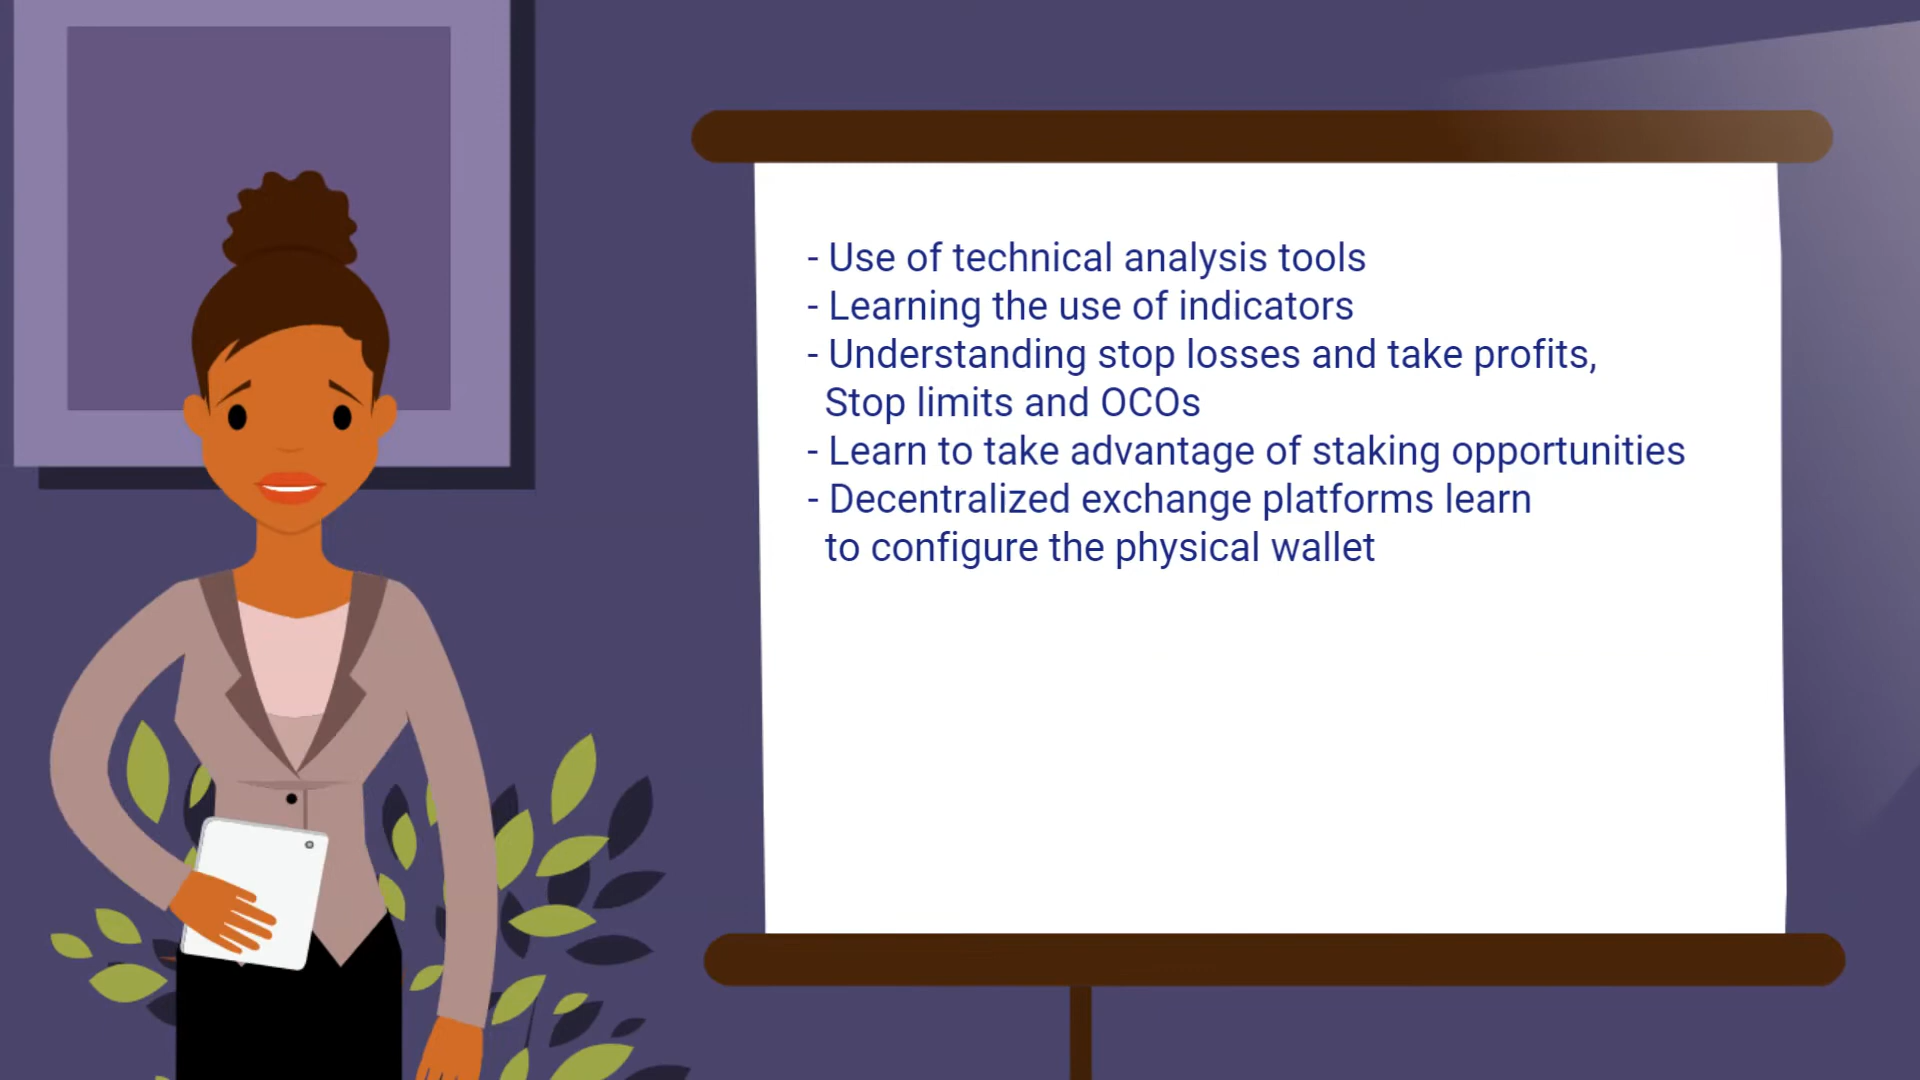 - Use of technical analysis tools
- Learning the use of indicators
- Understanding stop losses and take profits,
Stop limits and OCOs
- Learn to take advantage of staking opportunities
- Decentralized exchange platforms learn
to configure the physical wallet